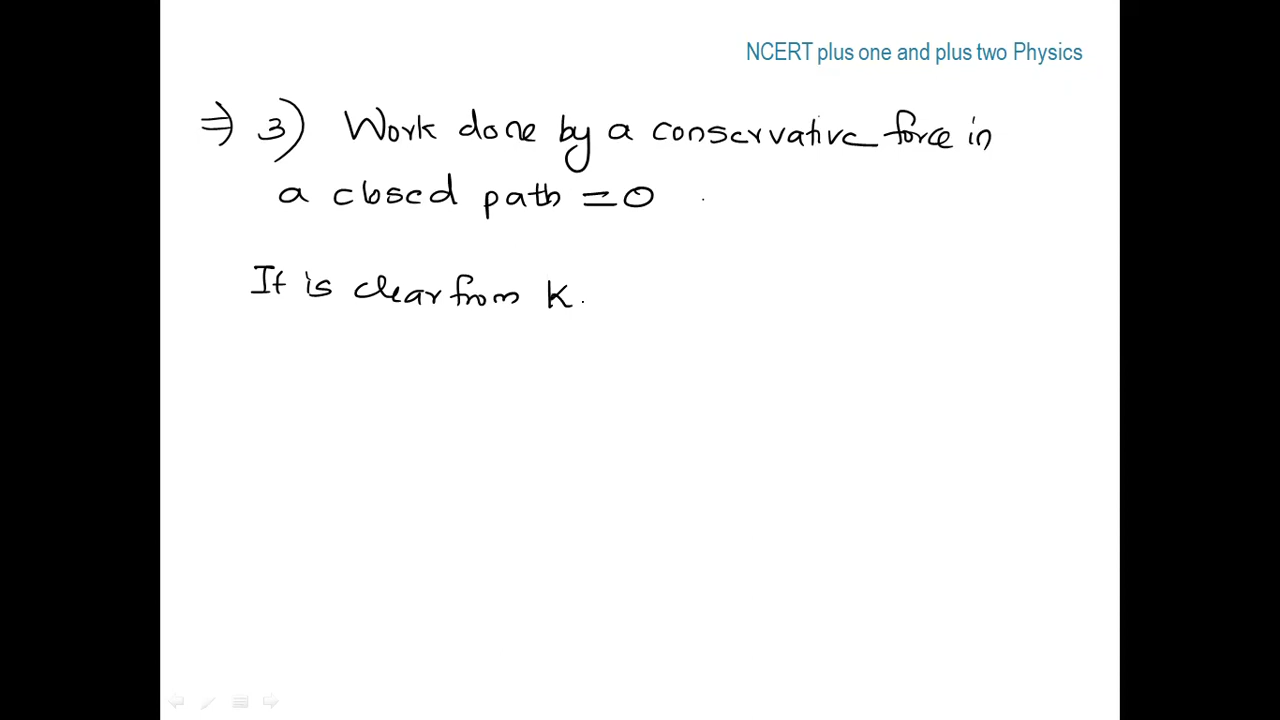 NCERT plus one and plus two Physics
⇒ 3) Work done by a conservative force in
a closed path = 0
It is clear from K.